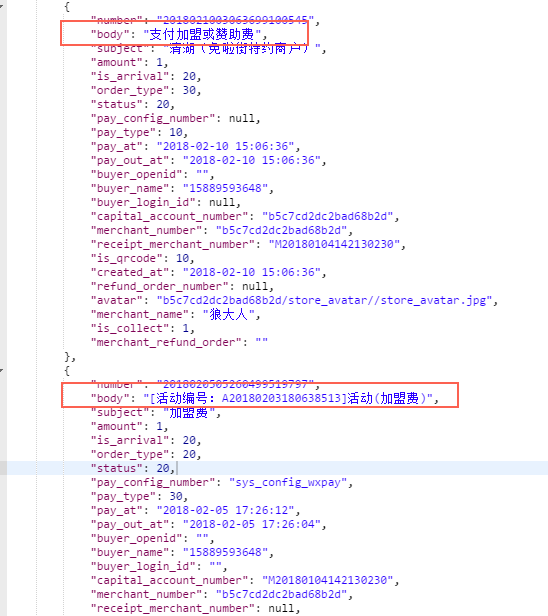 {
"number": "2018021003063699100545",
"body": "支付加盟或赞助费",
"subject": "清湖（免啦街特约商户）",
"amount": 1,
"is_arrival": 20,
"order_type": 30,
"status": 20,
"pay_config_number": null,
"pay_type": 10,
"pay_at": "2018-02-10 15:06:36",
"pay_out_at": "2018-02-10 15:06:36",
"buyer_openid": "",
"buyer_name": "15889593648",
"buyer_login_id": null,
"capital_account_number": "b5c7cd2dc2bad68b2d",
"merchant_number": "b5c7cd2dc2bad68b2d",
"receipt_merchant_number": "M20180104142130230",
"is_qrcode": 10,
"created_at": "2018-02-10 15:06:36",
"refund_order_number": null,
"avatar": "b5c7cd2dc2bad68b2d/store_avatar//store_avatar.jpg",
"merchant_name": "狼大人",
"is_collect": 1,
"merchant_refund_order": ""
},
{
"number": "2018020505260499519797",
"body": "[活动编号: A20180203180638513]活动(加盟费)",
"subject": "加盟费",
"amount": 1,
"is_arrival": 20,
"order_type": 20,
"status": 20,
"pay_config_number": "sys_config_wxpay",
"pay_type": 30,
"pay_at": "2018-02-05 17:26:12",
"pay_out_at": "2018-02-05 17:26:04",
"buyer_openid": "",
"buyer_name": "15889593648",
"buyer_login_id": "",
"capital_account_number": "M20180104142130230",
"merchant_number": "b5c7cd2dc2bad68b2d",
"receipt_merchant_number": null,